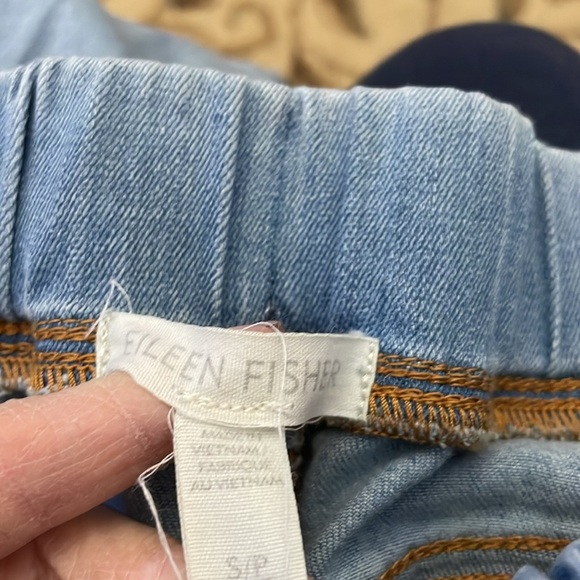 EILEEN FISHER
MADE IN
VIETNAM/
FABRIQUE
AU VIETNAM
S/P